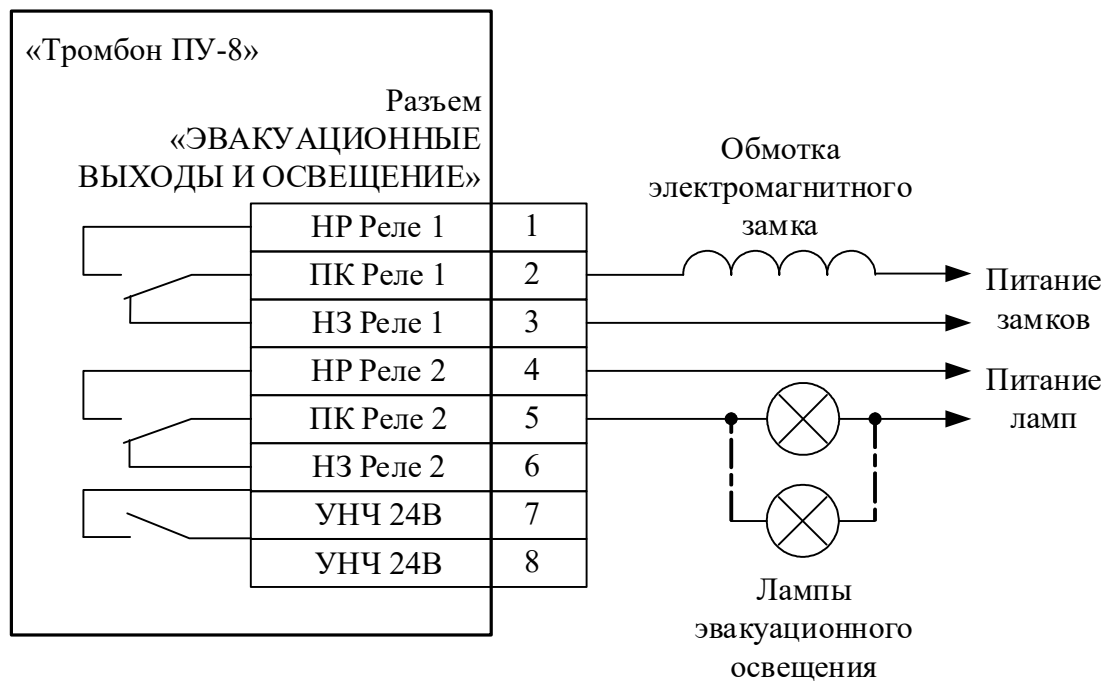 «Тромбон ПУ-8»
Разъем
«ЭВАКУАЦИОННЫЕ
ВЫХОДЫ И ОСВЕЩЕНИЕ»
НР Реле 1 1
ПК Реле 1 2
НЗ Реле 1 3
НР Реле 2 4
ПК Реле 2 5
НЗ Реле 2 6
УНЧ 24В 7
УНЧ 24В 8
Обмотка
электромагнитного
замка
Питание
замков
Питание
ламп
Лампы
эвакуационного
освещения